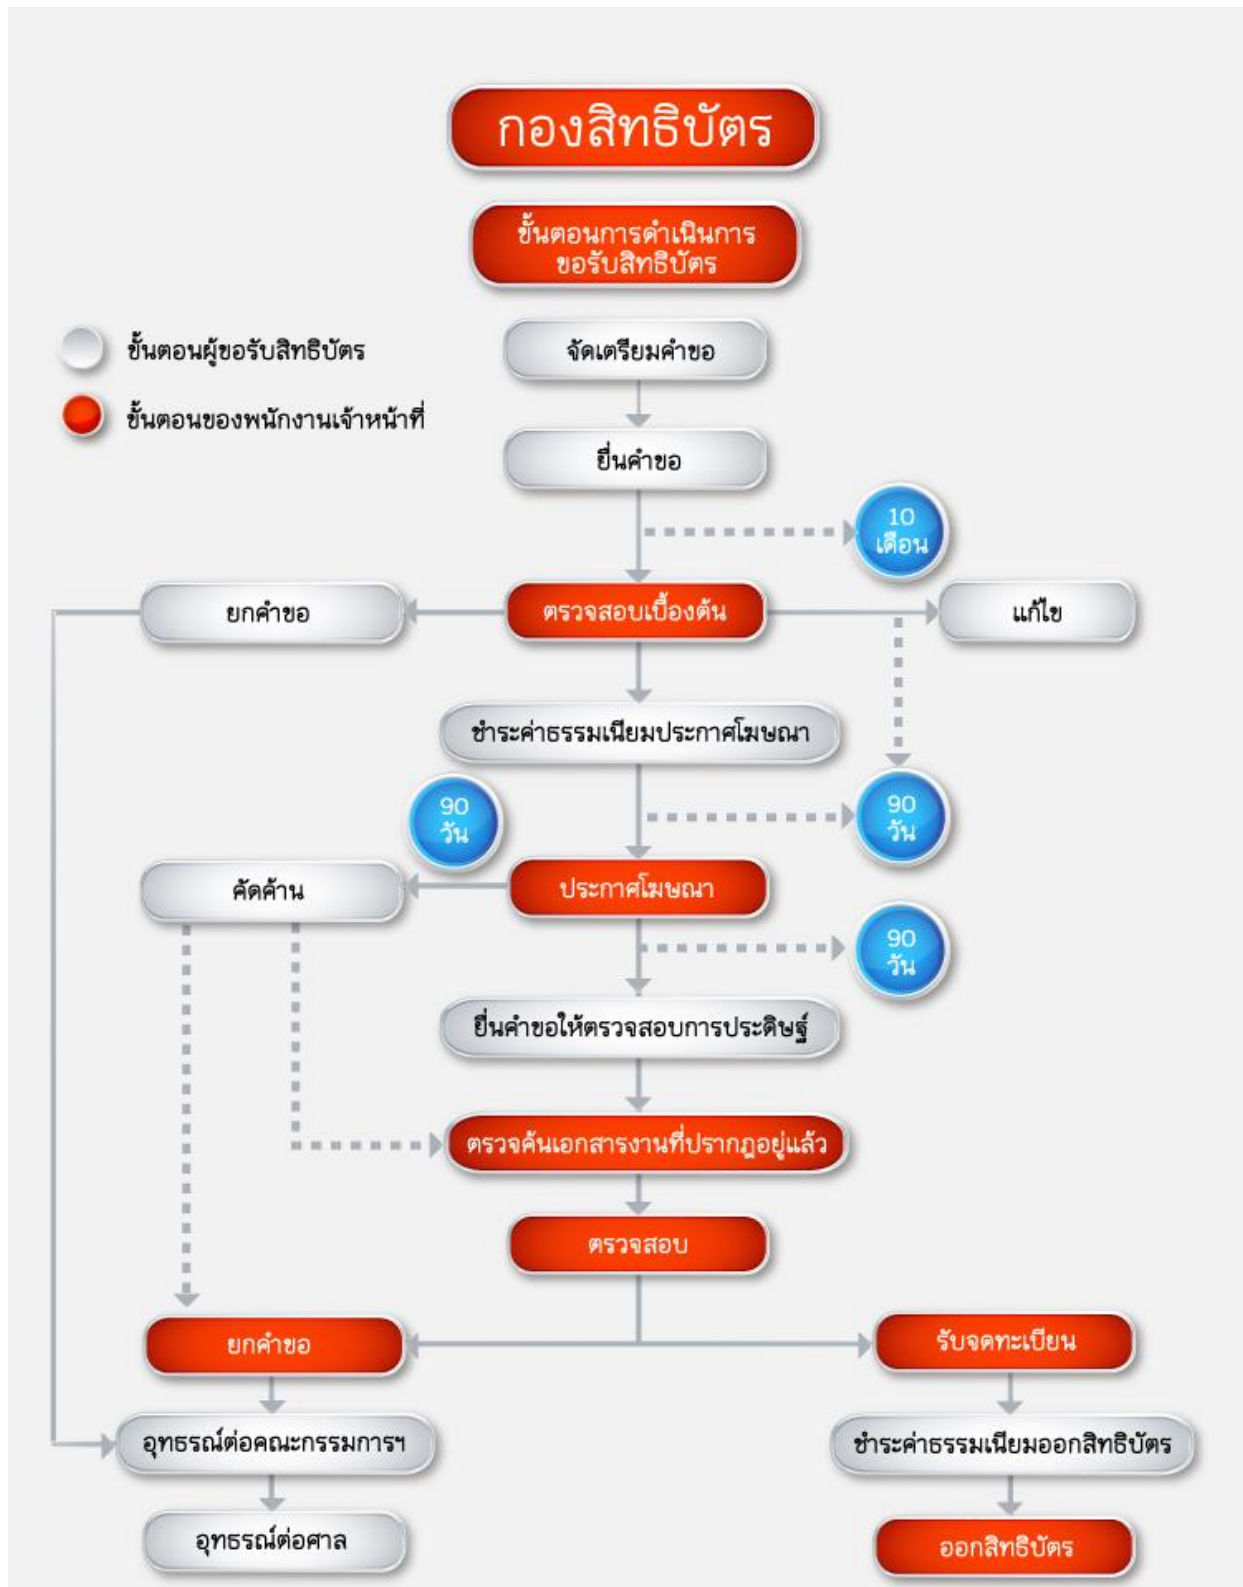 กองสิทธิบัตร
ขั้นตอนการดำเนินการ
ขอรับสิทธิบัตร
ขั้นตอนผู้ขอรับสิทธิบัตร
ขั้นตอนของพนักงานเจ้าหน้าที่
จัดเตรียมคำขอ
ยื่นคำขอ
10
เดือน
ยกคำขอ
ตรวจสอบเบื้องต้น
แก้ไข
ชำระค่าธรรมเนียมประกาศโฆษณา
90
วัน
90
วัน
คัดค้าน
ประกาศโฆษณา
90
วัน
ยื่นคำขอให้ตรวจสอบการประดิษฐ์
ตรวจค้นเอกสารงานที่ปรากฎอยู่แล้ว
ตรวจสอบ
ยกคำขอ
รับจดทะเบียน
อุทธรณ์ต่อคณะกรรมการฯ
ชำระค่าธรรมเนียมออกสิทธิบัตร
อุทธรณ์ต่อศาล
ออกสิทธิบัตร